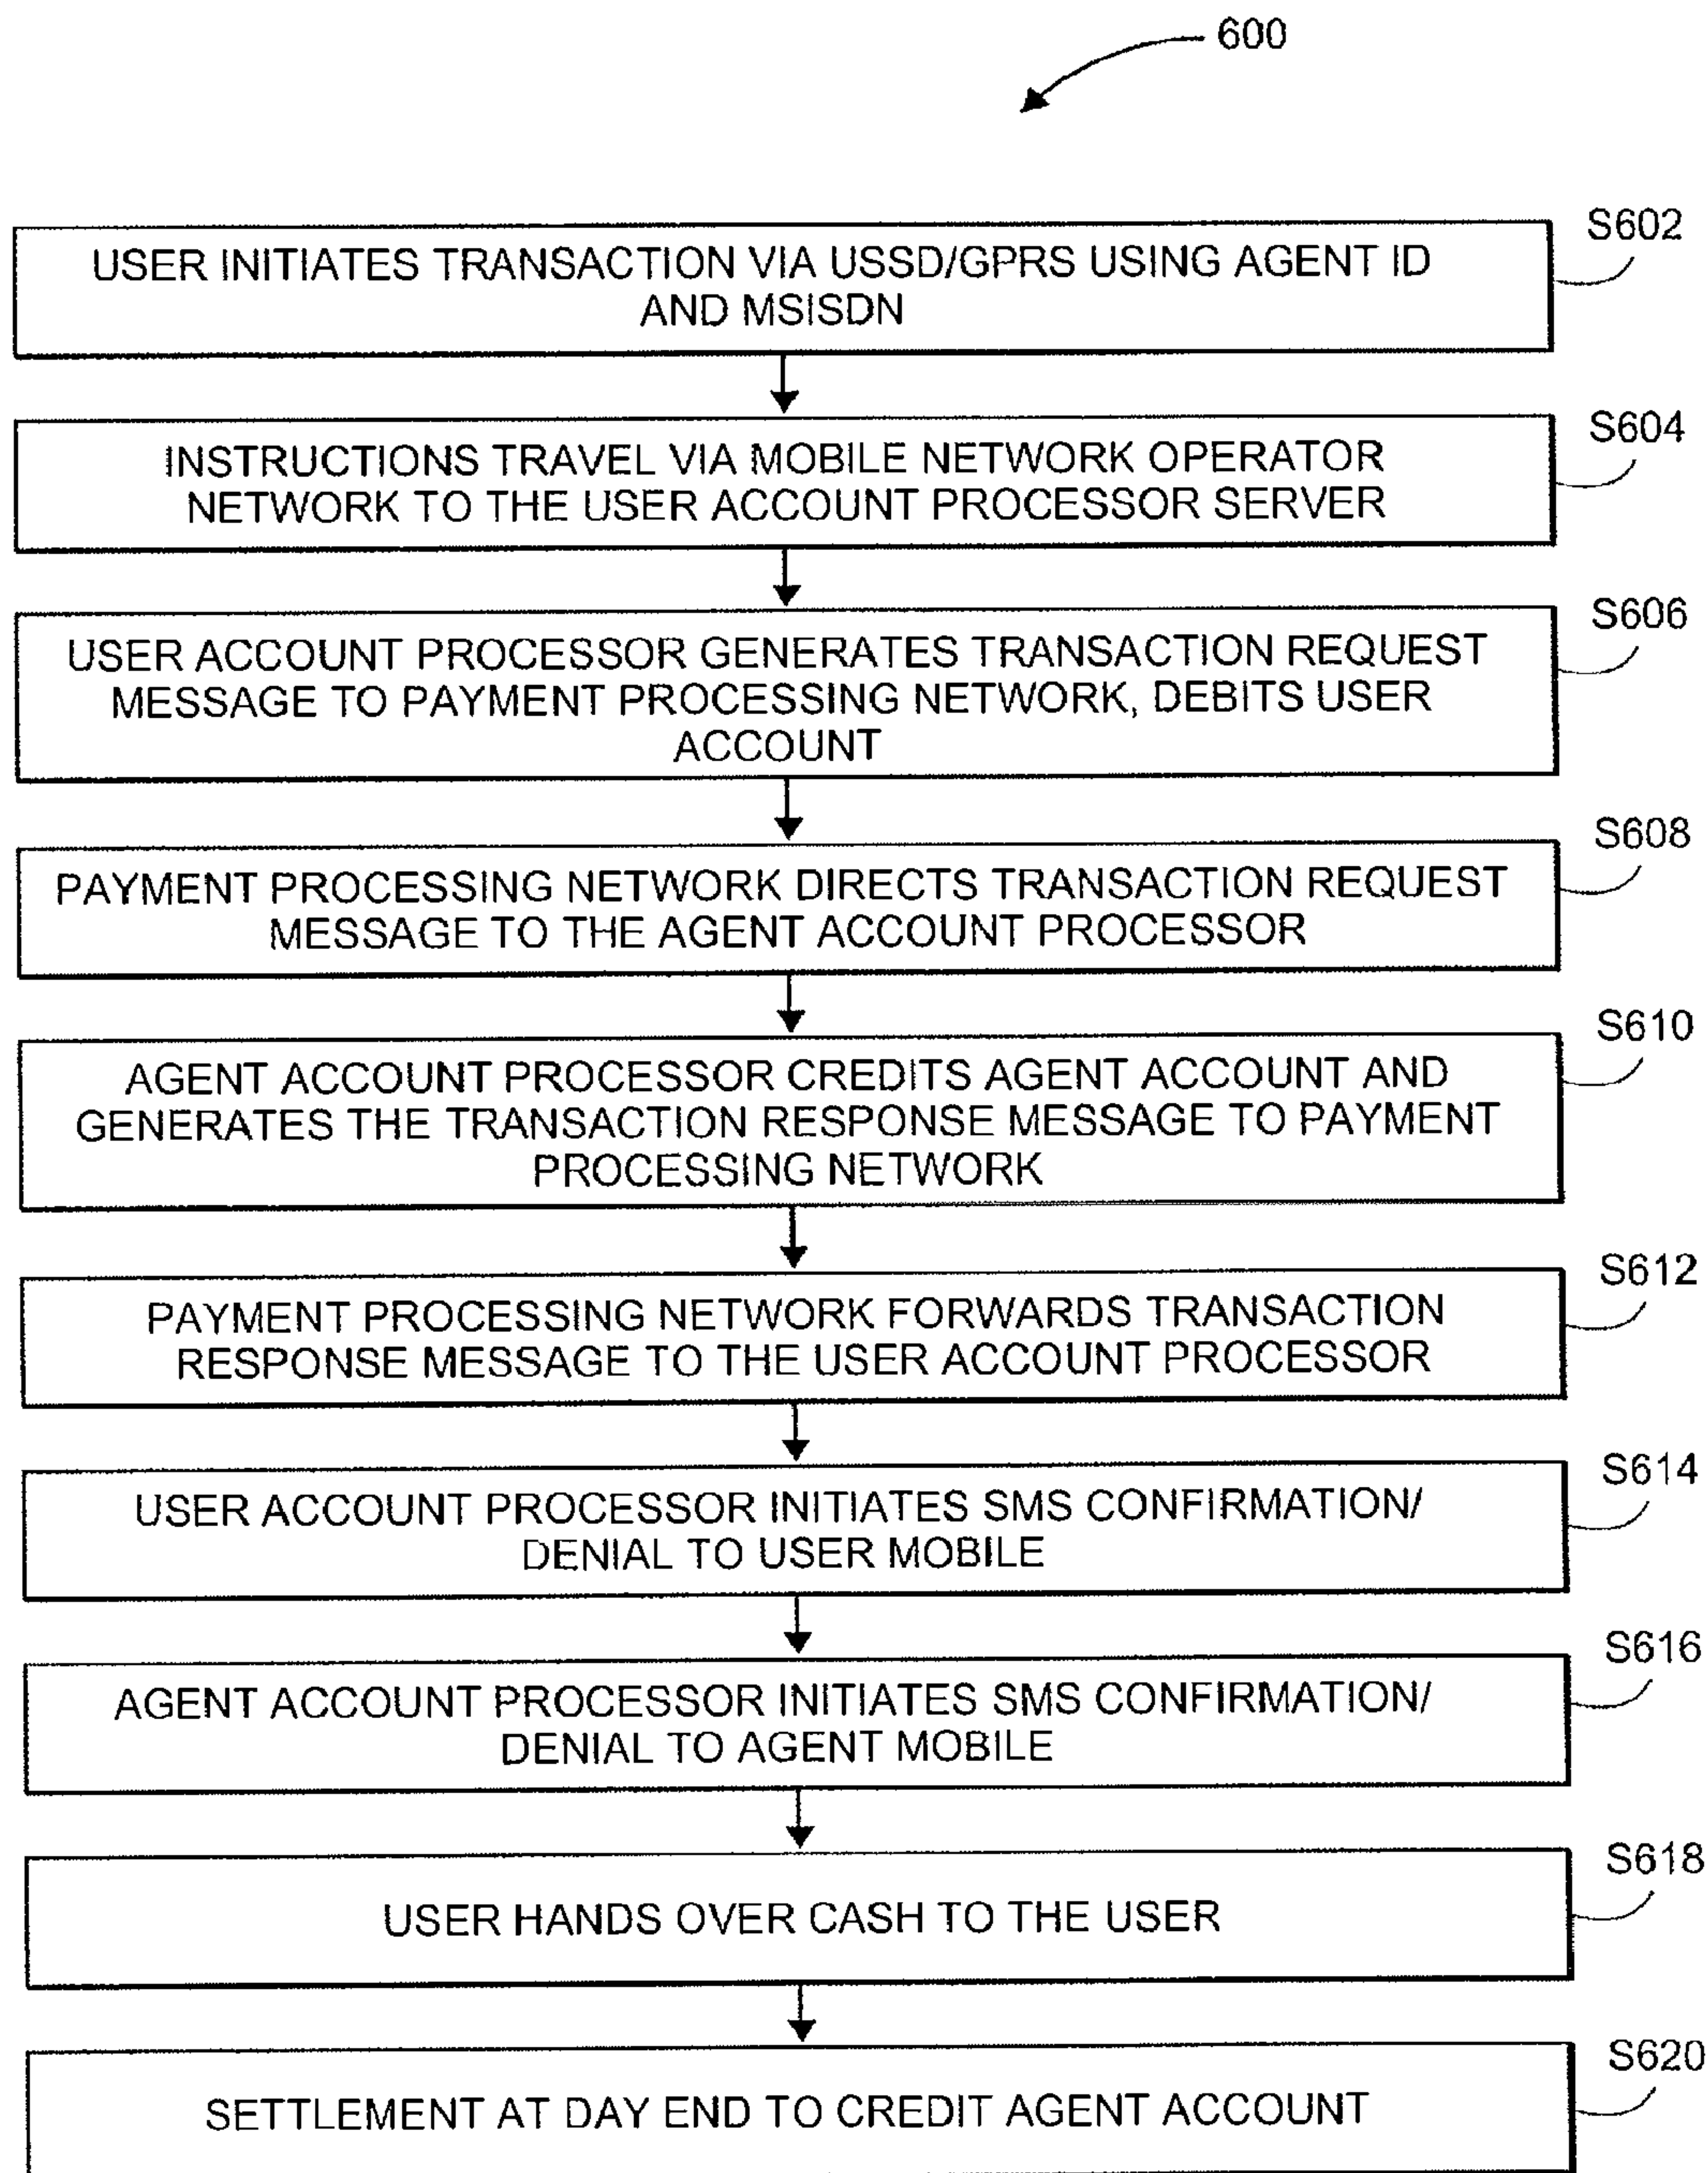 600
S602
USER INITIATES TRANSACTION VIA USSD/GPRS USING AGENT ID
AND MSISDN
S604
INSTRUCTIONS TRAVEL VIA MOBILE NETWORK OPERATOR
NETWORK TO THE USER ACCOUNT PROCESSOR SERVER
S606
USER ACCOUNT PROCESSOR GENERATES TRANSACTION REQUEST
MESSAGE TO PAYMENT PROCESSING NETWORK, DEBITS USER
ACCOUNT
S608
PAYMENT PROCESSING NETWORK DIRECTS TRANSACTION REQUEST
MESSAGE TO THE AGENT ACCOUNT PROCESSOR
S610
AGENT ACCOUNT PROCESSOR CREDITS AGENT ACCOUNT AND
GENERATES THE TRANSACTION RESPONSE MESSAGE TO PAYMENT
PROCESSING NETWORK
S612
PAYMENT PROCESSING NETWORK FORWARDS TRANSACTION
RESPONSE MESSAGE TO THE USER ACCOUNT PROCESSOR
S614
USER ACCOUNT PROCESSOR INITIATES SMS CONFIRMATION/
DENIAL TO USER MOBILE
S616
AGENT ACCOUNT PROCESSOR INITIATES SMS CONFIRMATION/
DENIAL TO AGENT MOBILE
S618
USER HANDS OVER CASH TO THE USER
S620
SETTLEMENT AT DAY END TO CREDIT AGENT ACCOUNT